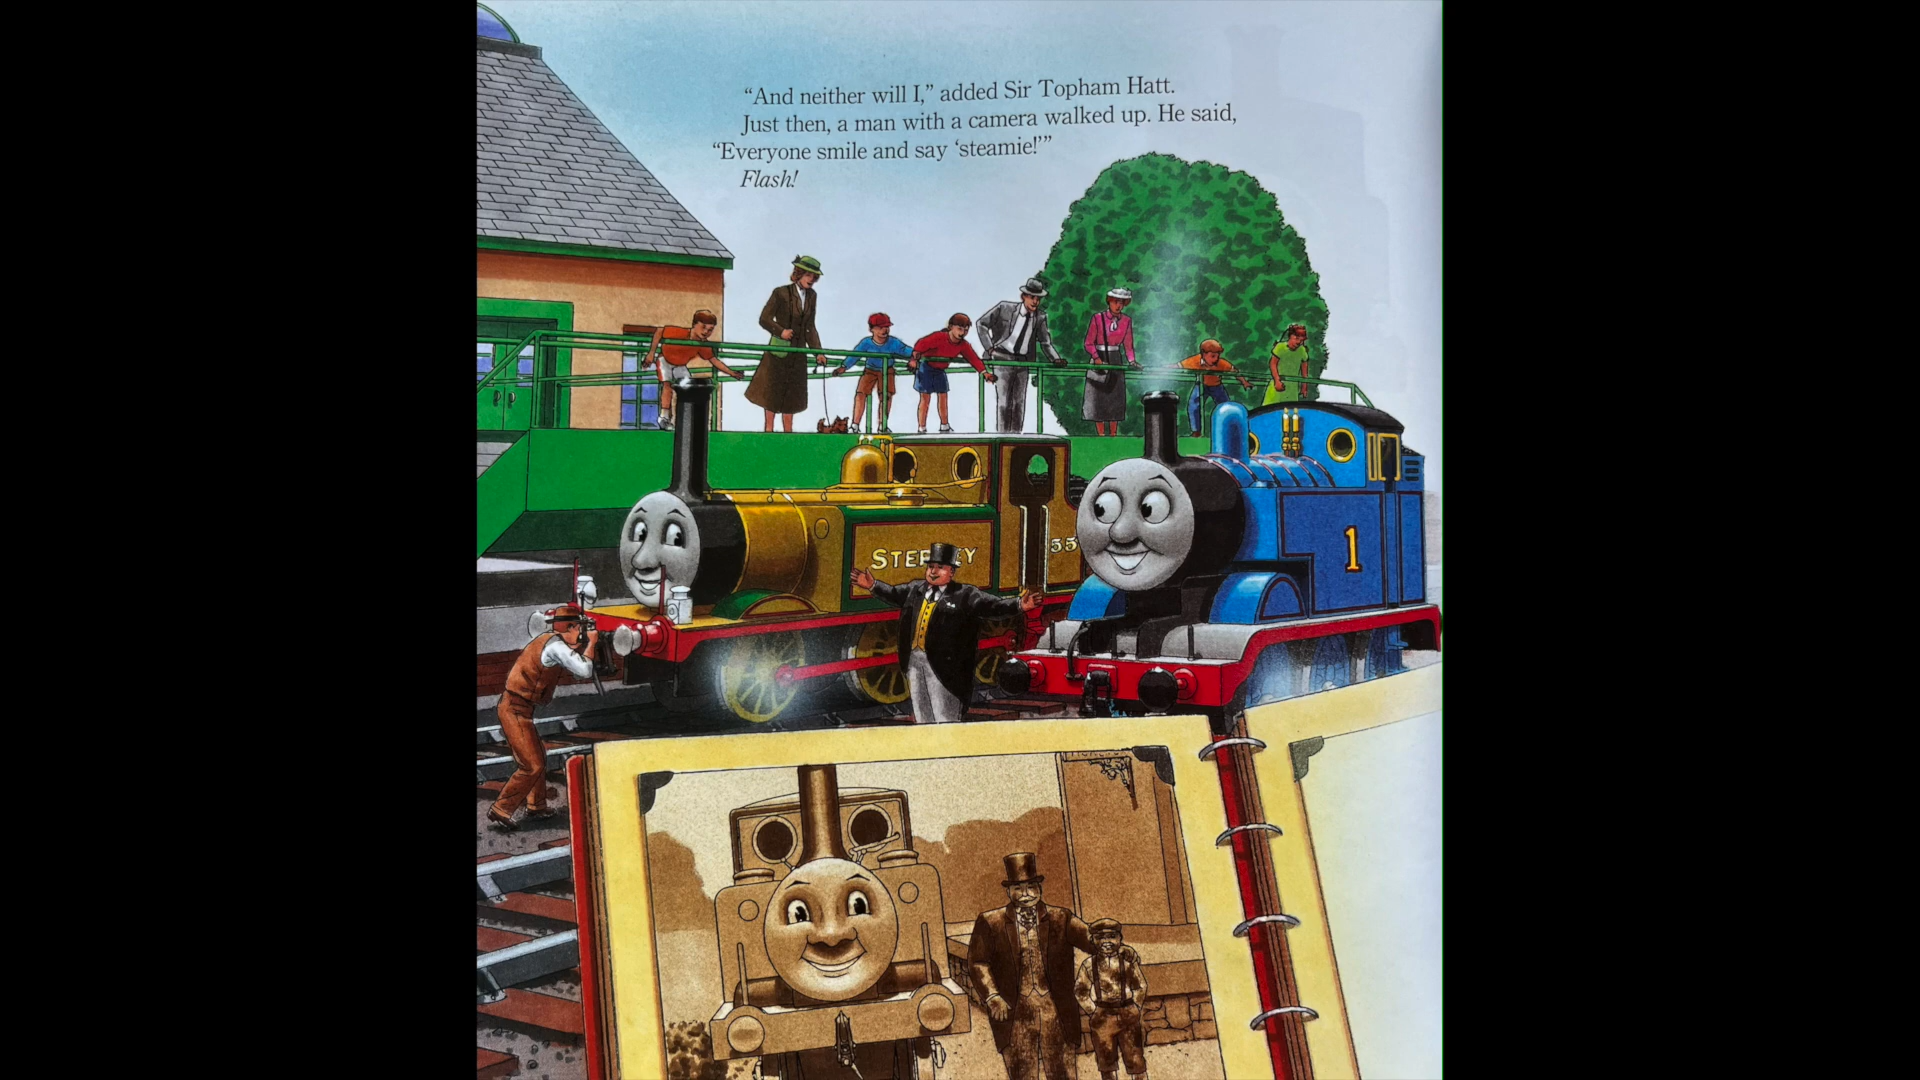 “And neither will I,” added Sir Topham Hatt.
Just then, a man with a camera walked up. He said,
“Everyone smile and say ‘steamie!’”
Flash!
55
1